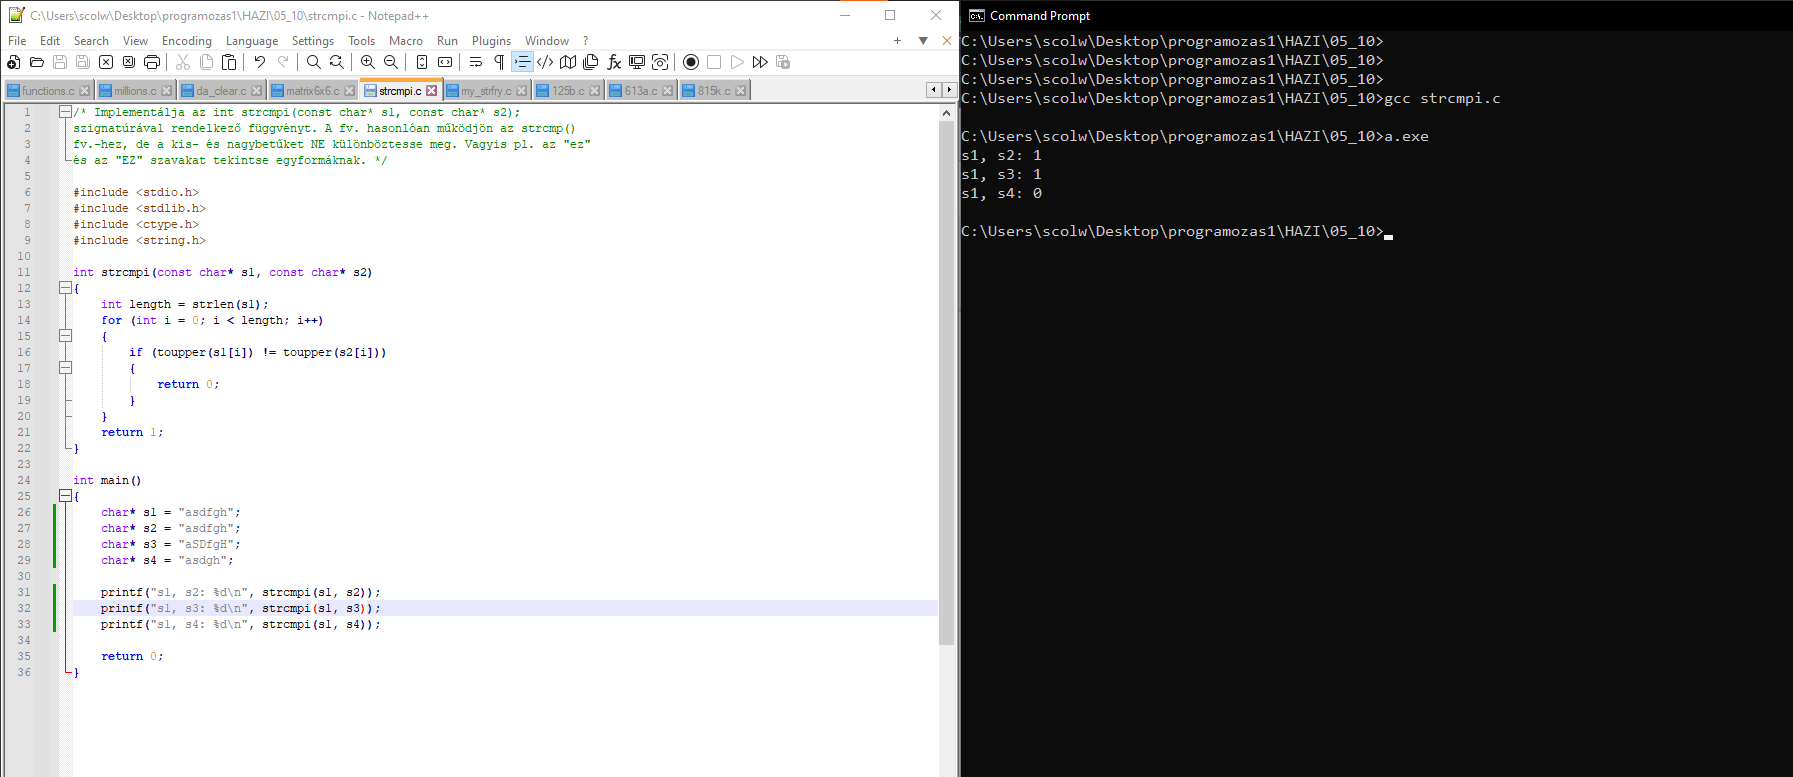 C:\Users\scolw\Desktop\programozas1\HAZI\05_10\strcmpi.c - Notepad++
File Edit Search View Encoding Language Settings Tools Macro Run Plugins Window ?
functions.c millions.c da_clear.c matrix6x6.c strcmpi.c my_strfry.c 125b.c 613a.c 815k.c
1 /* Implementálja az int strcmpi(const char* s1, const char* s2);
2 szignatúrával rendelkező függvényt. A fv. hasonlóan működjön az strcmp()
3 fv.-hez, de a kis- és nagybetűket NE különböztesse meg. Vagyis pl. az "ez"
4 és az "EZ" szavakat tekintse egyformáknak. */
5
6 #include <stdio.h>
7 #include <stdlib.h>
8 #include <ctype.h>
9 #include <string.h>
10
11 int strcmpi(const char* s1, const char* s2)
12 {
13 int length = strlen(s1);
14 for (int i = 0; i < length; i++)
15 {
16 if (toupper(s1[i]) != toupper(s2[i]))
17 {
18 return 0;
19 }
20 }
21 return 1;
22 }
23
24 int main()
25 {
26 char* s1 = "asdfgh";
27 char* s2 = "asdfgh";
28 char* s3 = "aSDfgH";
29 char* s4 = "asdgh";
30
31 printf("s1, s2: %d\n", strcmpi(s1, s2));
32 printf("s1, s3: %d\n", strcmpi(s1, s3));
33 printf("s1, s4: %d\n", strcmpi(s1, s4));
34
35 return 0;
36 }
Command Prompt
C:\Users\scolw\Desktop\programozas1\HAZI\05_10>
C:\Users\scolw\Desktop\programozas1\HAZI\05_10>
C:\Users\scolw\Desktop\programozas1\HAZI\05_10>
C:\Users\scolw\Desktop\programozas1\HAZI\05_10>gcc strcmpi.c
C:\Users\scolw\Desktop\programozas1\HAZI\05_10>a.exe
s1, s2: 1
s1, s3: 1
s1, s4: 0
C:\Users\scolw\Desktop\programozas1\HAZI\05_10>